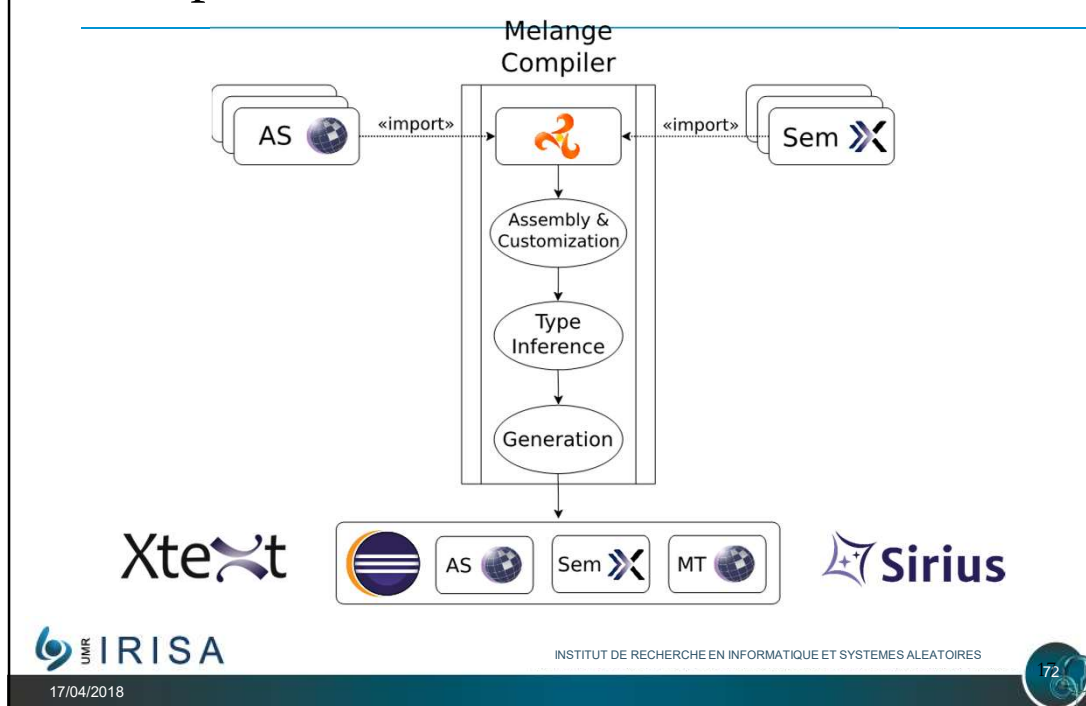 Melange
Compiler
AS
«import»
«import»
Sem
Assembly &
Customization
Type
Inference
Generation
Xtext
AS
Sem
MT
Sirius
UMR IRISA
INSTITUT DE RECHERCHE EN INFORMATIQUE ET SYSTEMES ALEATOIRES
72
17/04/2018